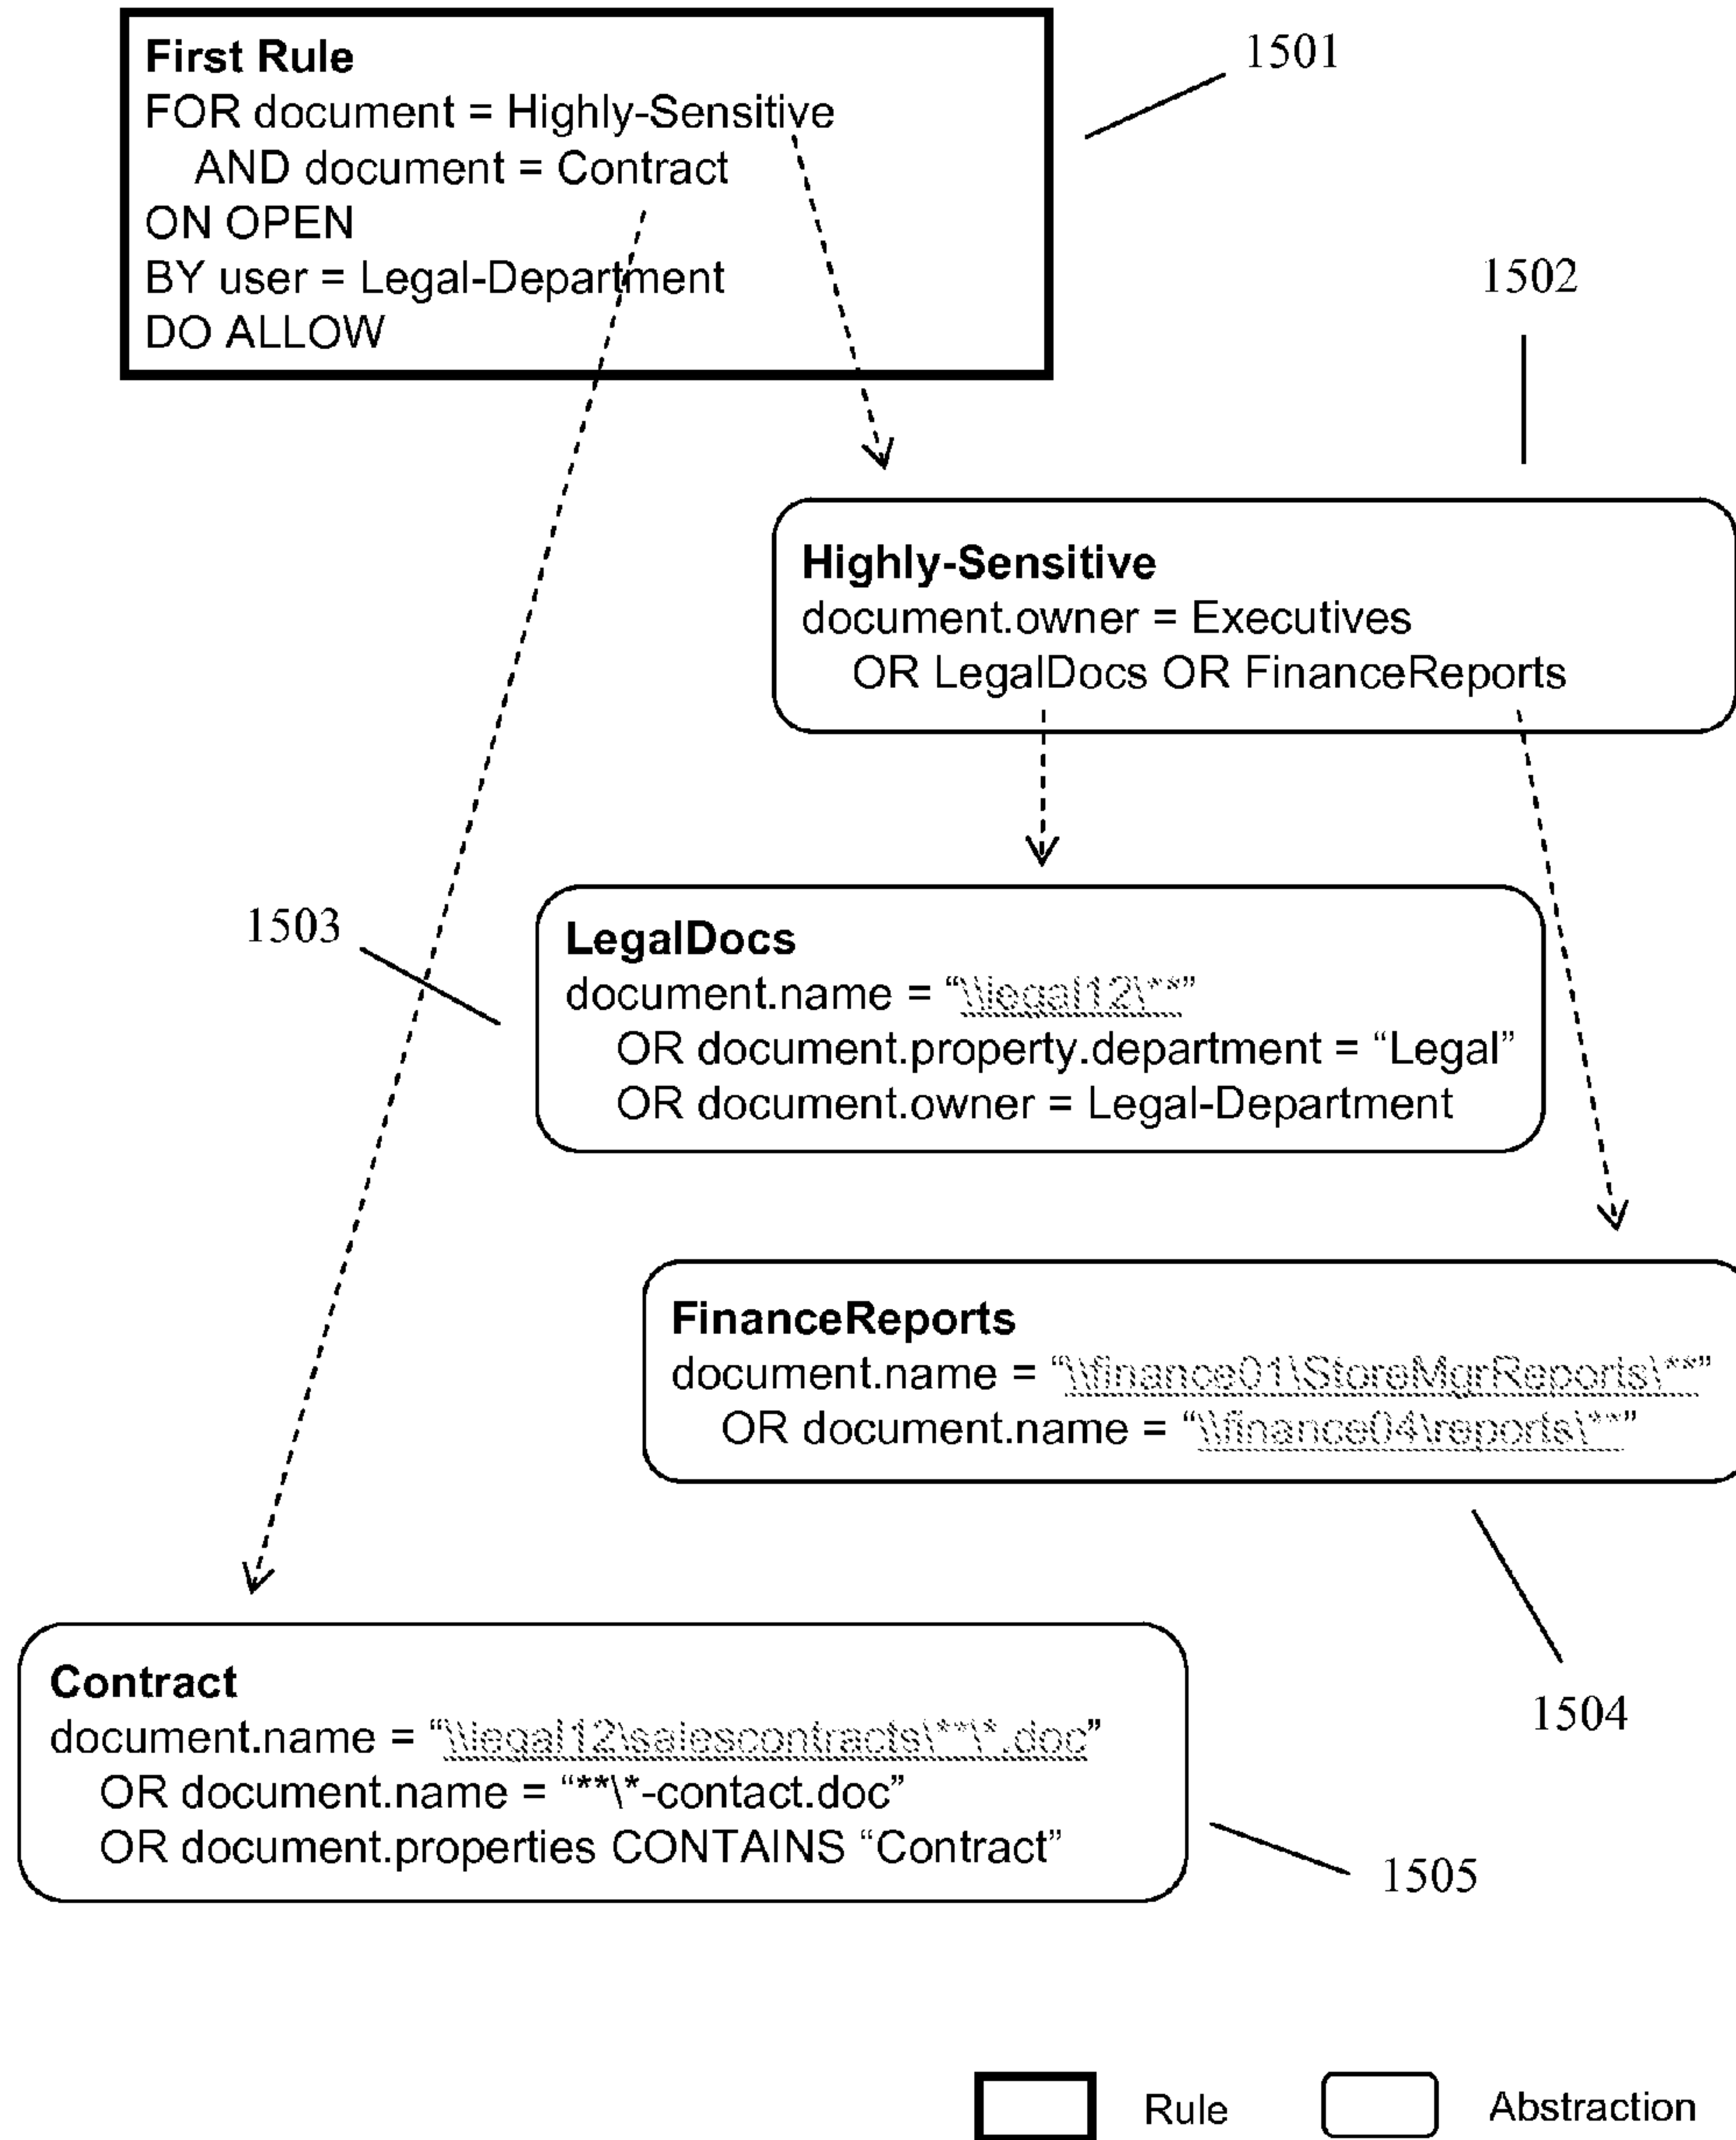 First Rule
FOR document = Highly-Sensitive
AND document = Contract
ON OPEN
BY user = Legal-Department
DO ALLOW
1501
1502
Highly-Sensitive
document.owner = Executives
OR LegalDocs OR FinanceReports
1503
LegalDocs
document.name = “\\legal12\**”
OR document.property.department = “Legal”
OR document.owner = Legal-Department
FinanceReports
document.name = “\\finance01\StoreMgrReports\**”
OR document.name = “\\finance04\reports\**”
1504
Contract
document.name = “\\legal12\salescontracts\**\*.doc”
OR document.name = “**\*-contact.doc”
OR document.properties CONTAINS “Contract”
1505
Rule
Abstraction